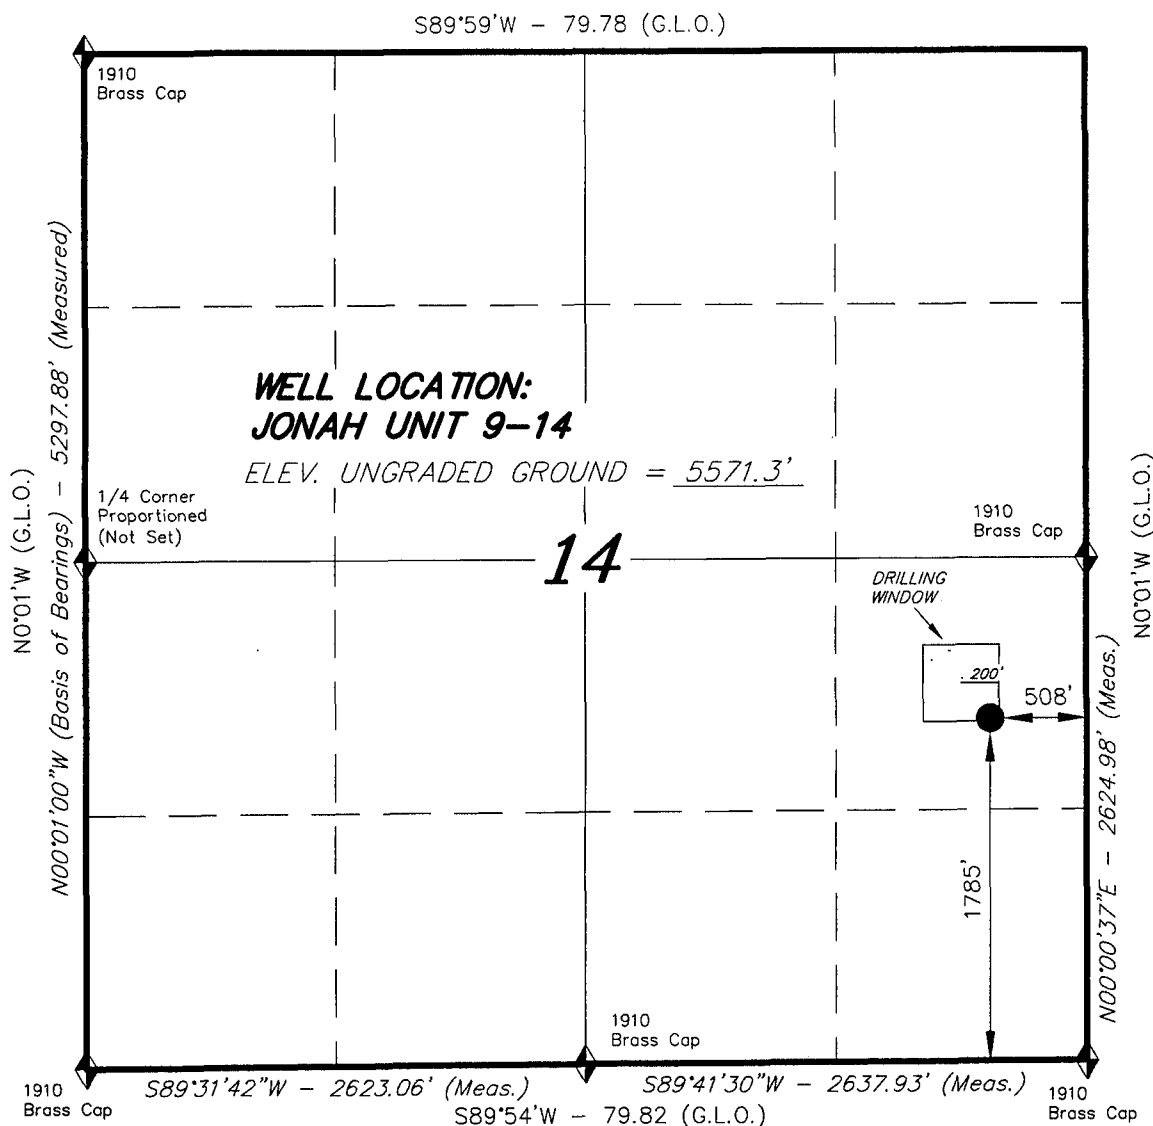 S89°59'W - 79.78 (G.L.O.)
1910
Brass Cap
N00°01'00"W (Basis of Bearings) - 5297.88' (Measured)
N0°01'W (G.L.O.)
WELL LOCATION:
JONAH UNIT 9-14
ELEV. UNGRADED GROUND = 5571.3'
1/4 Corner
Proportioned
(Not Set)
14
1910
Brass Cap
N0°01'W (G.L.O.)
DRILLING
WINDOW
200'
508'
1785'
N00°00'37"E - 2624.98' (Meas.)
1910
Brass Cap
1910
Brass Cap
S89°31'42"W - 2623.06' (Meas.)
S89°41'30"W - 2637.93' (Meas.)
S89°54'W - 79.82 (G.L.O.)
1910
Brass Cap